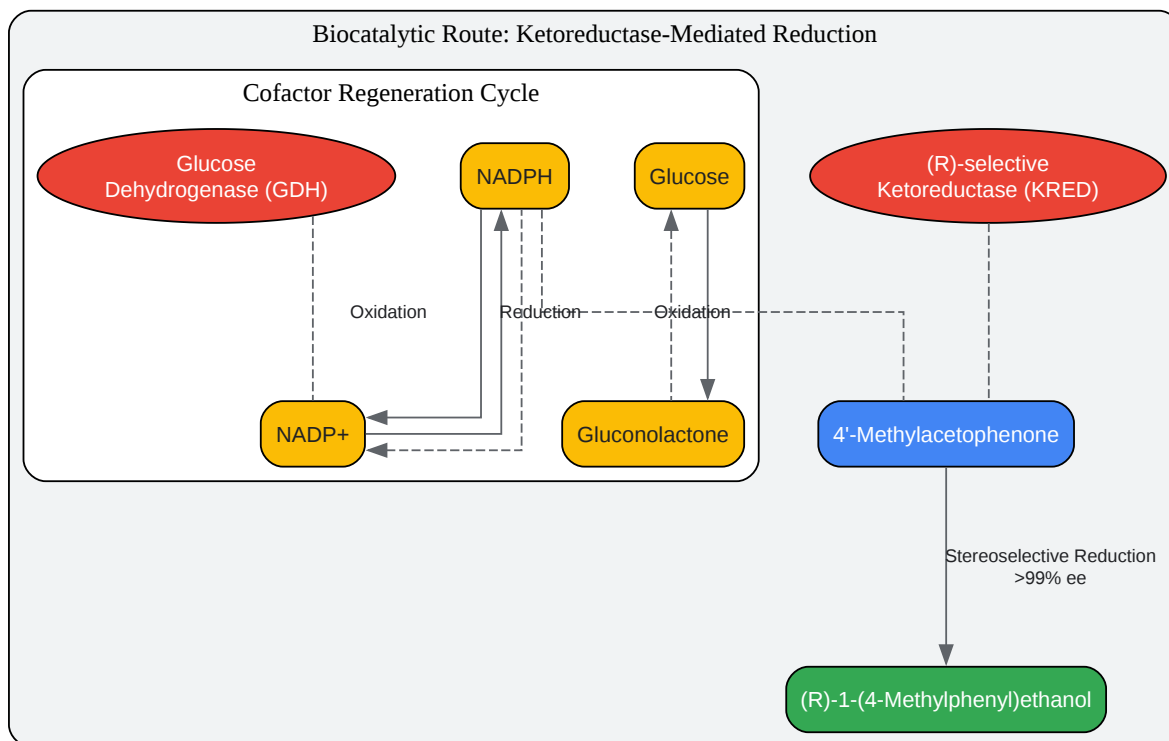 Biocatalytic Route: Ketoreductase-Mediated Reduction
Cofactor Regeneration Cycle
Glucose
Dehydrogenase (GDH)
NADPH
Glucose
(R)-selective
Ketoreductase (KRED)
Oxidation
Reduction
Oxidation
NADP+
Gluconolactone
4'-Methylacetophenone
Stereoselective Reduction
>99% ee
(R)-1-(4-Methylphenyl)ethanol